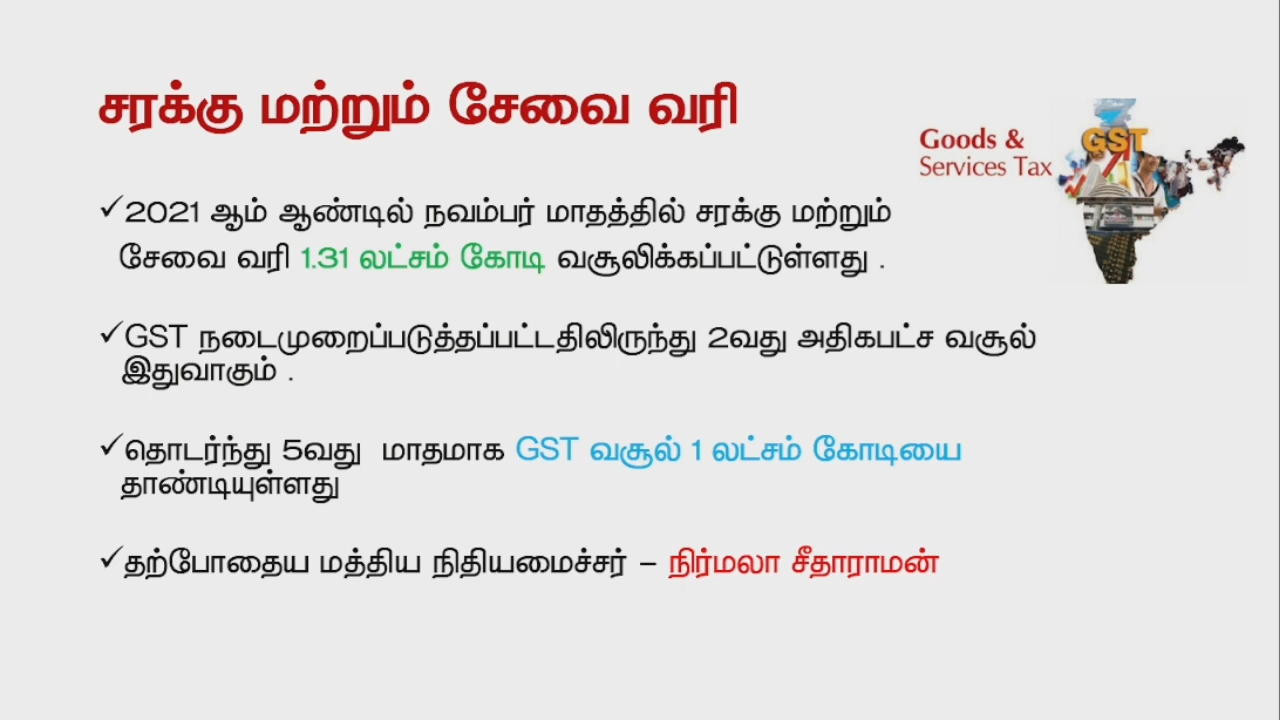 சரக்கு மற்றும் சேவை வரி
Goods &
Services Tax
GST
✓2021 ஆம் ஆண்டில் நவம்பர் மாதத்தில் சரக்கு மற்றும்
சேவை வரி 1.31 லட்சம் கோடி வசூலிக்கப்பட்டுள்ளது .
✓GST நடைமுறைப்படுத்தப்பட்டதிலிருந்து 2வது அதிகபட்ச வசூல்
இதுவாகும் .
✓தொடர்ந்து 5வது மாதமாக GST வசூல் 1 லட்சம் கோடியை
தாண்டியுள்ளது
✓தற்போதைய மத்திய நிதியமைச்சர் – நிர்மலா சீதாராமன்